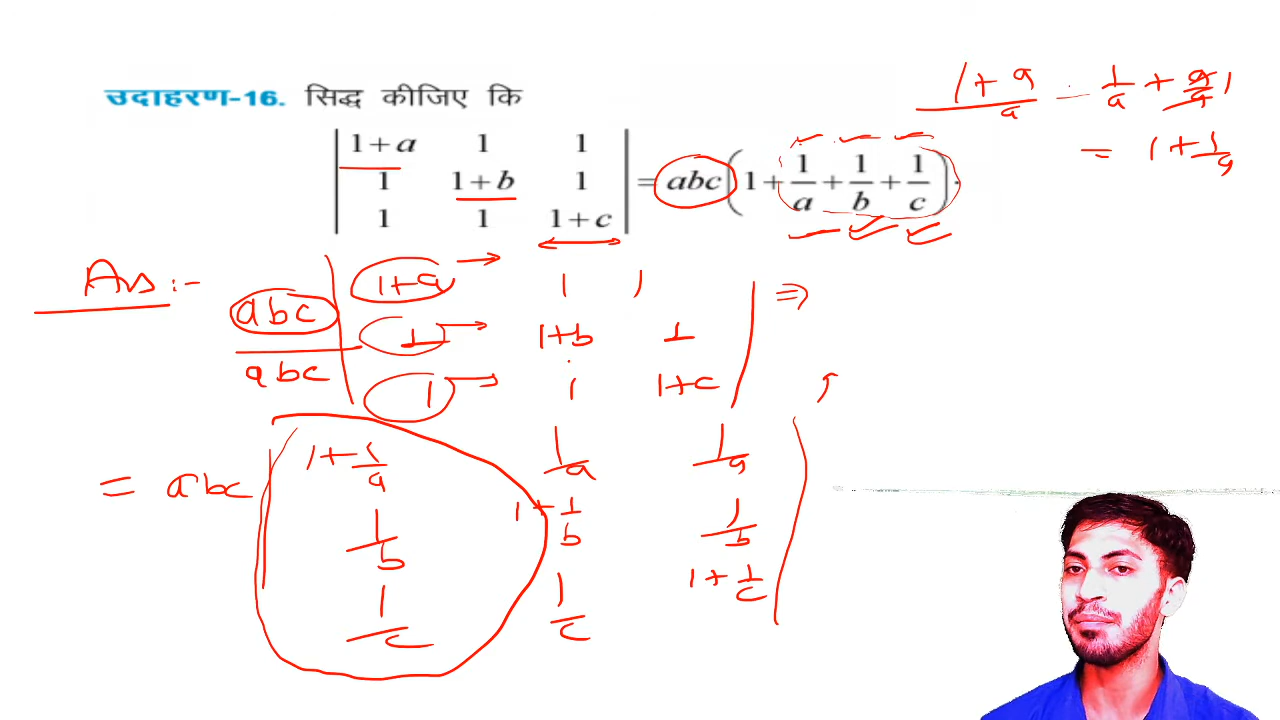 उदाहरण-16. सिद्ध कीजिए कि
| 1+a 1 1 |
| 1 1+b 1 | = abc (1 + 1/a + 1/b + 1/c).
| 1 1 1+c |
1+a/a = 1/a + a/a 1
= 1 + 1/a
Ans :-
abc/abc | 1+a 1 1 | ⇒
| 1 1+b 1 |
| 1 1 1+c |
= abc | 1+1/a 1/a 1/a |
| 1/b 1+1/b 1/b |
| 1/c 1/c 1+1/c |